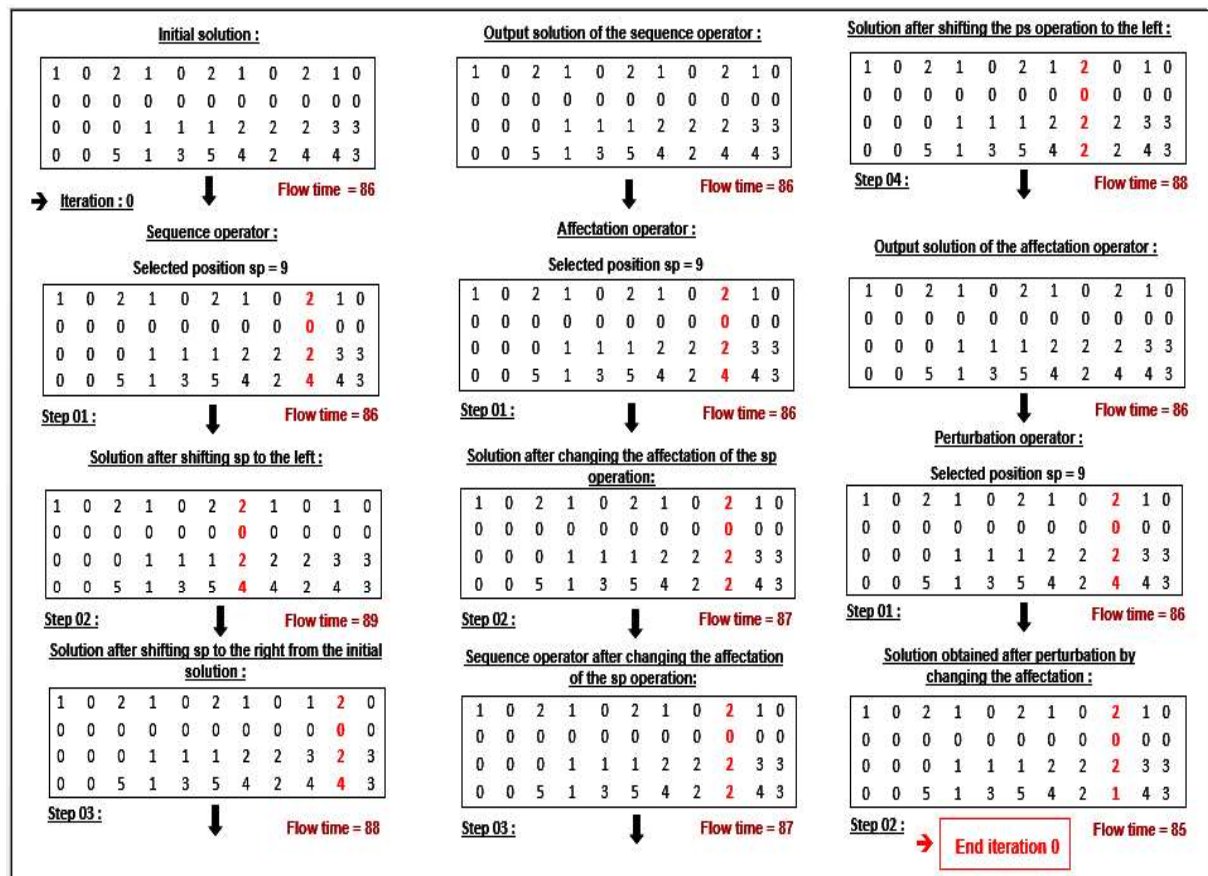 Initial solution :
1 0 2 1 0 2 1 0 2 1 0
0 0 0 0 0 0 0 0 0 0 0
0 0 0 1 1 1 2 2 2 3 3
0 0 5 1 3 5 4 2 4 4 3
Flow time = 86
➔ Iteration : 0
Sequence operator :
Selected position sp = 9
1 0 2 1 0 2 1 0 2 1 0
0 0 0 0 0 0 0 0 0 0 0
0 0 0 1 1 1 2 2 2 3 3
0 0 5 1 3 5 4 2 4 4 3
Step 01 :
Flow time = 86
Solution after shifting sp to the left :
1 0 2 1 0 2 2 1 0 1 0
0 0 0 0 0 0 0 0 0 0 0
0 0 0 1 1 1 2 2 2 3 3
0 0 5 1 3 5 4 4 2 4 3
Step 02 :
Flow time = 89
Solution after shifting sp to the right from the initial
solution :
1 0 2 1 0 2 1 0 1 2 0
0 0 0 0 0 0 0 0 0 0 0
0 0 0 1 1 1 2 2 3 2 3
0 0 5 1 3 5 4 2 4 4 3
Step 03 :
Flow time = 88
Output solution of the sequence operator :
1 0 2 1 0 2 1 0 2 1 0
0 0 0 0 0 0 0 0 0 0 0
0 0 0 1 1 1 2 2 2 3 3
0 0 5 1 3 5 4 2 4 4 3
Flow time = 86
Affectation operator :
Selected position sp = 9
1 0 2 1 0 2 1 0 2 1 0
0 0 0 0 0 0 0 0 0 0 0
0 0 0 1 1 1 2 2 2 3 3
0 0 5 1 3 5 4 2 4 4 3
Step 01 :
Flow time = 86
Solution after changing the affectation of the sp
operation:
1 0 2 1 0 2 1 0 2 1 0
0 0 0 0 0 0 0 0 0 0 0
0 0 0 1 1 1 2 2 2 3 3
0 0 5 1 3 5 4 2 2 4 3
Step 02 :
Flow time = 87
Sequence operator after changing the affectation
of the sp operation:
1 0 2 1 0 2 1 0 2 1 0
0 0 0 0 0 0 0 0 0 0 0
0 0 0 1 1 1 2 2 2 3 3
0 0 5 1 3 5 4 2 2 4 3
Step 03 :
Flow time = 87
Solution after shifting the ps operation to the left :
1 0 2 1 0 2 1 2 0 1 0
0 0 0 0 0 0 0 0 0 0 0
0 0 0 1 1 1 2 2 2 3 3
0 0 5 1 3 5 4 2 2 4 3
Step 04 :
Flow time = 88
Output solution of the affectation operator :
1 0 2 1 0 2 1 0 2 1 0
0 0 0 0 0 0 0 0 0 0 0
0 0 0 1 1 1 2 2 2 3 3
0 0 5 1 3 5 4 2 4 4 3
Flow time = 86
Perturbation operator :
Selected position sp = 9
1 0 2 1 0 2 1 0 2 1 0
0 0 0 0 0 0 0 0 0 0 0
0 0 0 1 1 1 2 2 2 3 3
0 0 5 1 3 5 4 2 4 4 3
Step 01 :
Flow time = 86
Solution obtained after perturbation by
changing the affectation :
1 0 2 1 0 2 1 0 2 1 0
0 0 0 0 0 0 0 0 0 0 0
0 0 0 1 1 1 2 2 2 3 3
0 0 5 1 3 5 4 2 1 4 3
Step 02 :
Flow time = 85
➔ End iteration 0